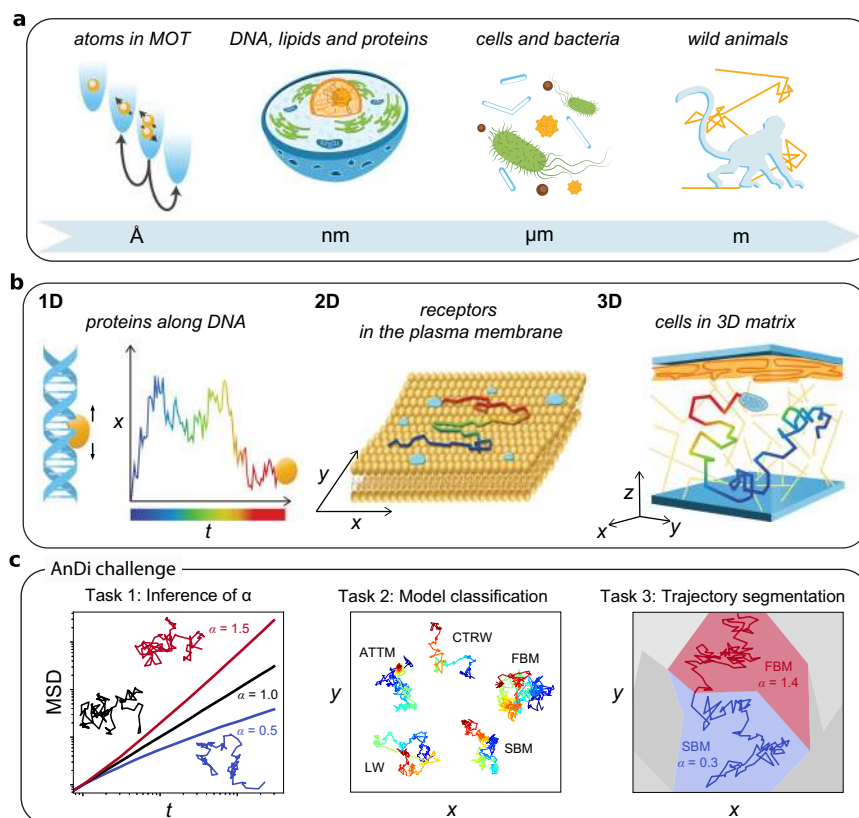 a
atoms in MOT
DNA, lipids and proteins
cells and bacteria
wild animals
Å
nm
µm
m
b
1D
proteins along DNA
x
t
2D
receptors
in the plasma membrane
y
x
3D
cells in 3D matrix
z
x
y
c
AnDi challenge
Task 1: Inference of α
MSD
α = 1.5
α = 1.0
α = 0.5
t
Task 2: Model classification
y
ATTM
CTRW
FBM
LW
SBM
x
Task 3: Trajectory segmentation
y
FBM
α = 1.4
SBM
α = 0.3
x